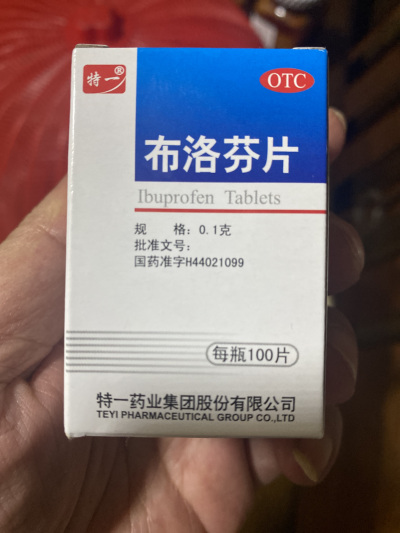 特一®
OTC
布洛芬片
Ibuprofen Tablets
规 格：0.1克
批准文号：
国药准字H44021099
每瓶100片
特一药业集团股份有限公司
TEYI PHARMACEUTICAL GROUP CO.,LTD